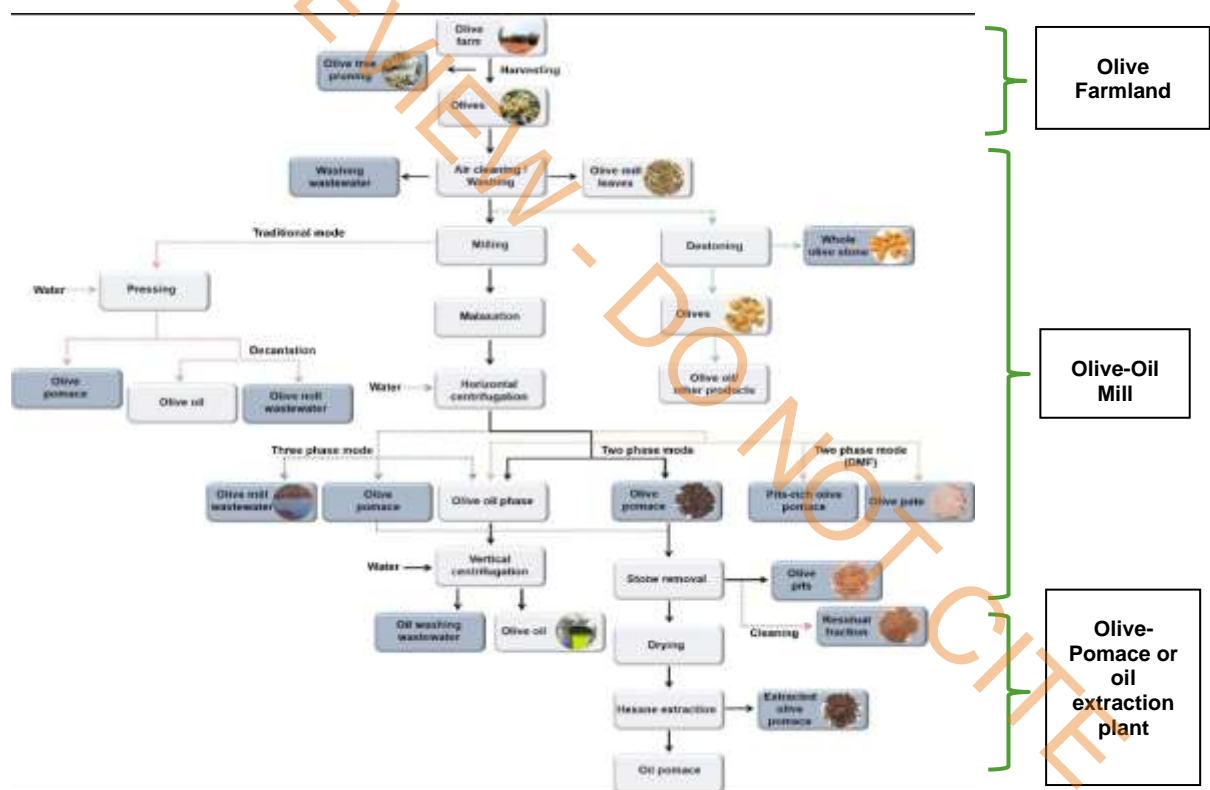 Olive
farm
Olive tree
pruning
Harvesting
Olives
Olive
Farmland
Washing
wastewater
Air cleaning /
Washing
Olive mill
leaves
Traditional mode
Milling
Destoning
Whole
olive stone
Water
Pressing
Malaxation
Olives
Decantation
Olive
pomace
Olive oil
Olive mill
wastewater
Water
Horizontal
centrifugation
Olive oil/
other products
Olive-Oil
Mill
Three phase mode
Two phase mode
Two phase mode
(DMF)
Olive mill
wastewater
Olive
pomace
Olive oil phase
Olive
pomace
Pits-rich olive
pomace
Olive pate
Water
Vertical
centrifugation
Stone removal
Olive
pits
Oil washing
wastewater
Olive oil
Cleaning
Residual
fraction
Drying
Hexane extraction
Extracted
olive
pomace
Oil pomace
Olive-
Pomace or
oil
extraction
plant
EVIEW - DO NOT CITE